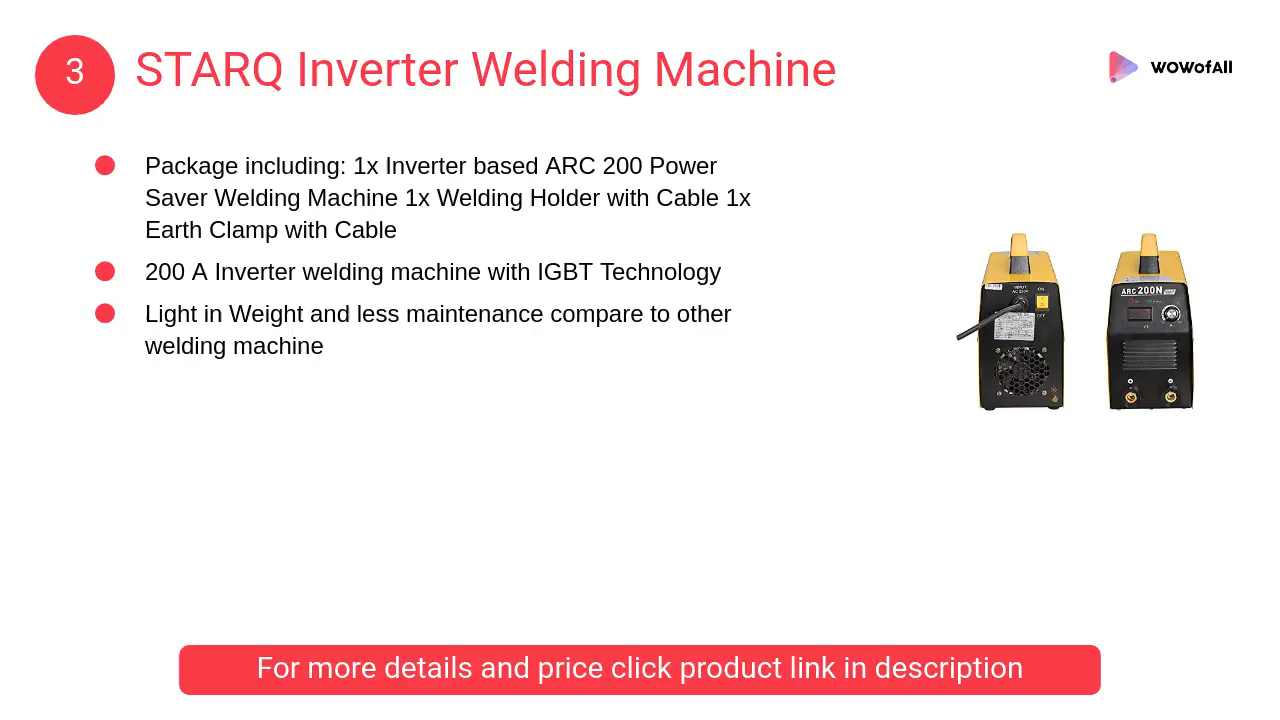 3
STARQ Inverter Welding Machine
WOWofAll
Package including: 1x Inverter based ARC 200 Power
Saver Welding Machine 1x Welding Holder with Cable 1x
Earth Clamp with Cable
200 A Inverter welding machine with IGBT Technology
Light in Weight and less maintenance compare to other
welding machine
INPUT
ON
OFF
ARC 200N
For more details and price click product link in description